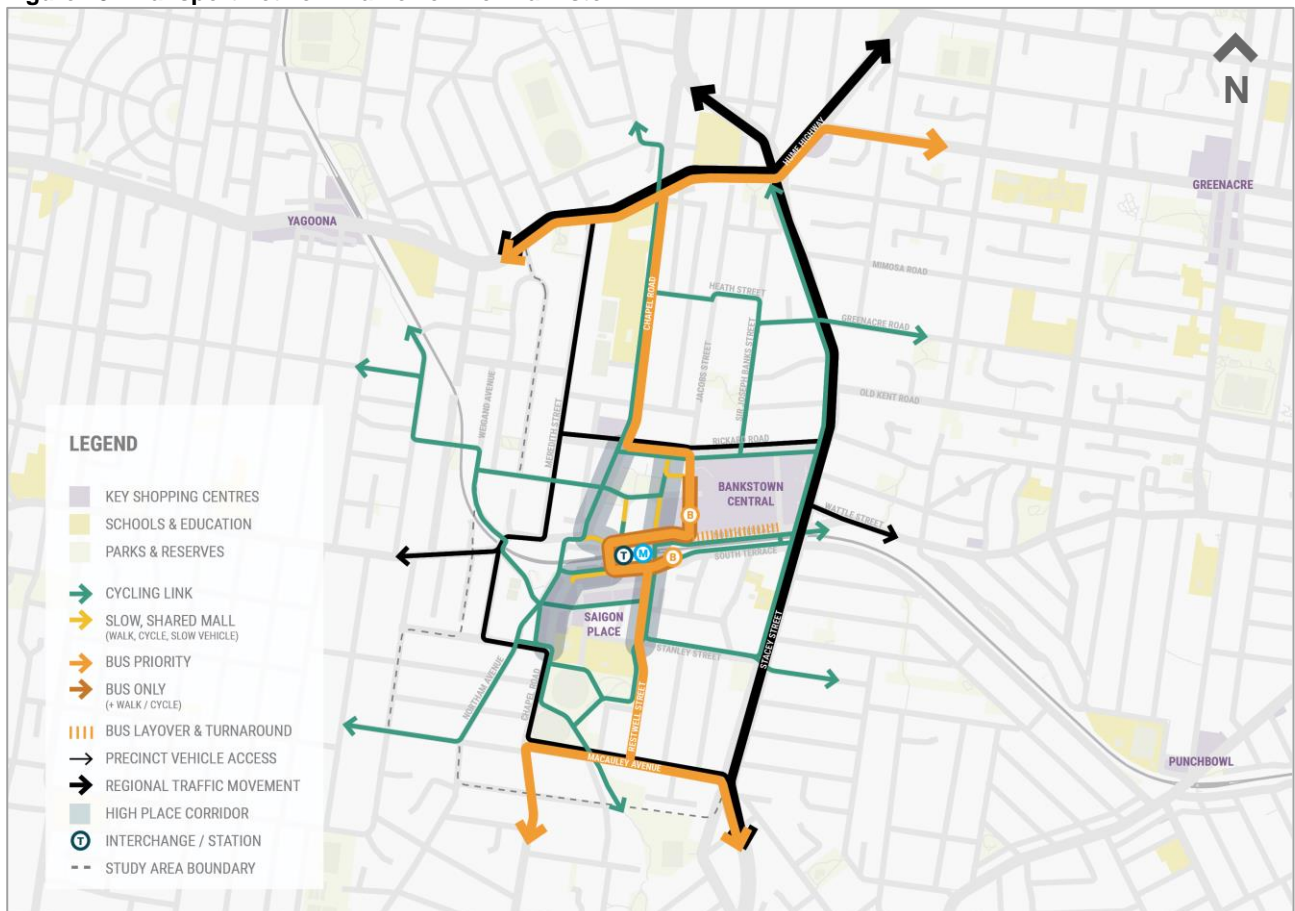 N
HUME HIGHWAY
GREENACRE
YAGOONA
MIMOSA ROAD
HEATH STREET
CHAPEL ROAD
GREENACRE ROAD
JACOBS STREET
SIR JOSEPH BANKS STREET
OLD KENT ROAD
WEIGAND AVENUE
MEREDITH STREET
RICKARD ROAD
BANKSTOWN
CENTRAL
B
WATTLE STREET
T
M
B
SOUTH TERRACE
SAIGON
PLACE
STANLEY STREET
STACEY STREET
NORTHAM AVENUE
CHAPEL ROAD
RESTWELL STREET
MACAULEY AVENUE
PUNCHBOWL
LEGEND
KEY SHOPPING CENTRES
SCHOOLS & EDUCATION
PARKS & RESERVES
CYCLING LINK
SLOW, SHARED MALL
(WALK, CYCLE, SLOW VEHICLE)
BUS PRIORITY
BUS ONLY
(+ WALK / CYCLE)
BUS LAYOVER & TURNAROUND
PRECINCT VEHICLE ACCESS
REGIONAL TRAFFIC MOVEMENT
HIGH PLACE CORRIDOR
T INTERCHANGE / STATION
STUDY AREA BOUNDARY